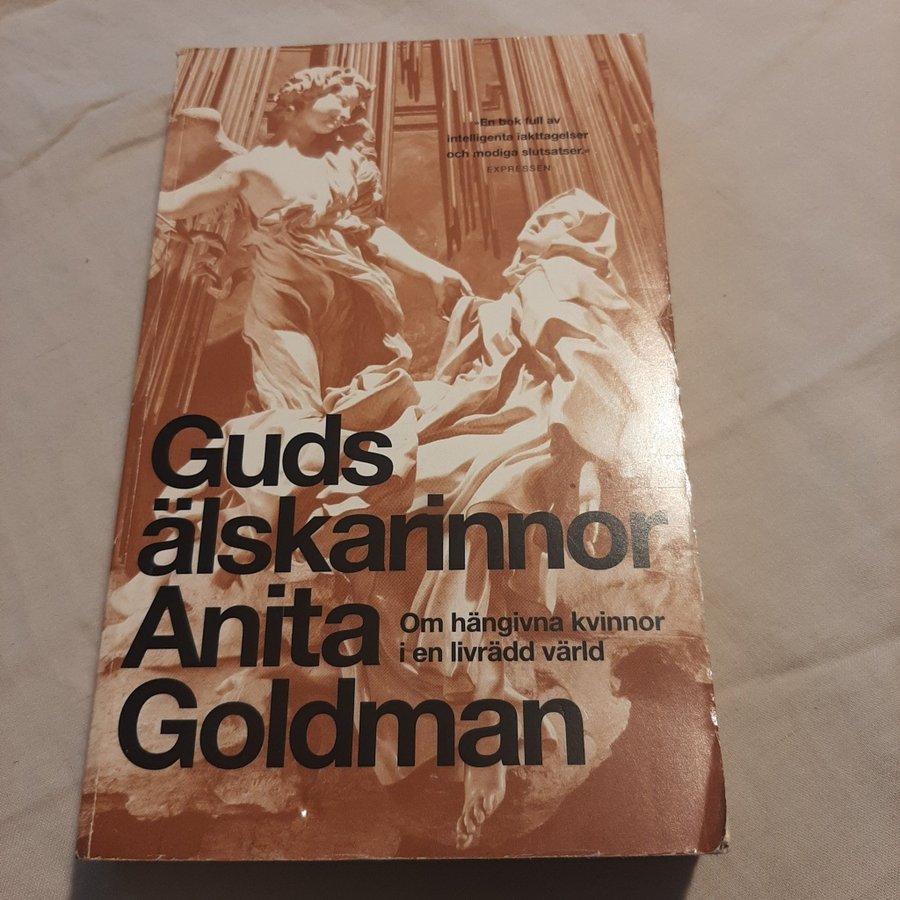 »En bok full av
intelligenta iakttagelser
och modiga slutsatser.«
EXPRESSEN
Guds
älskarinnor
Anita
Om hängivna kvinnor
i en livrädd värld
Goldman